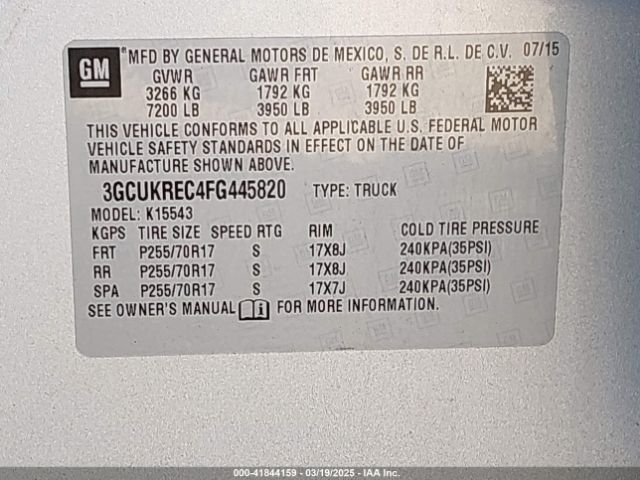 GM
MFD BY GENERAL MOTORS DE MEXICO, S. DE R.L. DE C.V. 07/15
GVWR GAWR FRT GAWR RR
3266 KG 1792 KG 1792 KG
7200 LB 3950 LB 3950 LB
THIS VEHICLE CONFORMS TO ALL APPLICABLE U.S. FEDERAL MOTOR
VEHICLE SAFETY STANDARDS IN EFFECT ON THE DATE OF
MANUFACTURE SHOWN ABOVE.
3GCUKREC4FG445820 TYPE: TRUCK
MODEL: K15543
KGPS TIRE SIZE SPEED RTG RIM COLD TIRE PRESSURE
FRT P255/70R17 S 17X8J 240KPA(35PSI)
RR P255/70R17 S 17X8J 240KPA(35PSI)
SPA P255/70R17 S 17X7J 240KPA(35PSI)
SEE OWNER'S MANUAL FOR MORE INFORMATION.
000-41844159 — 03/19/2025 — IAA Inc.